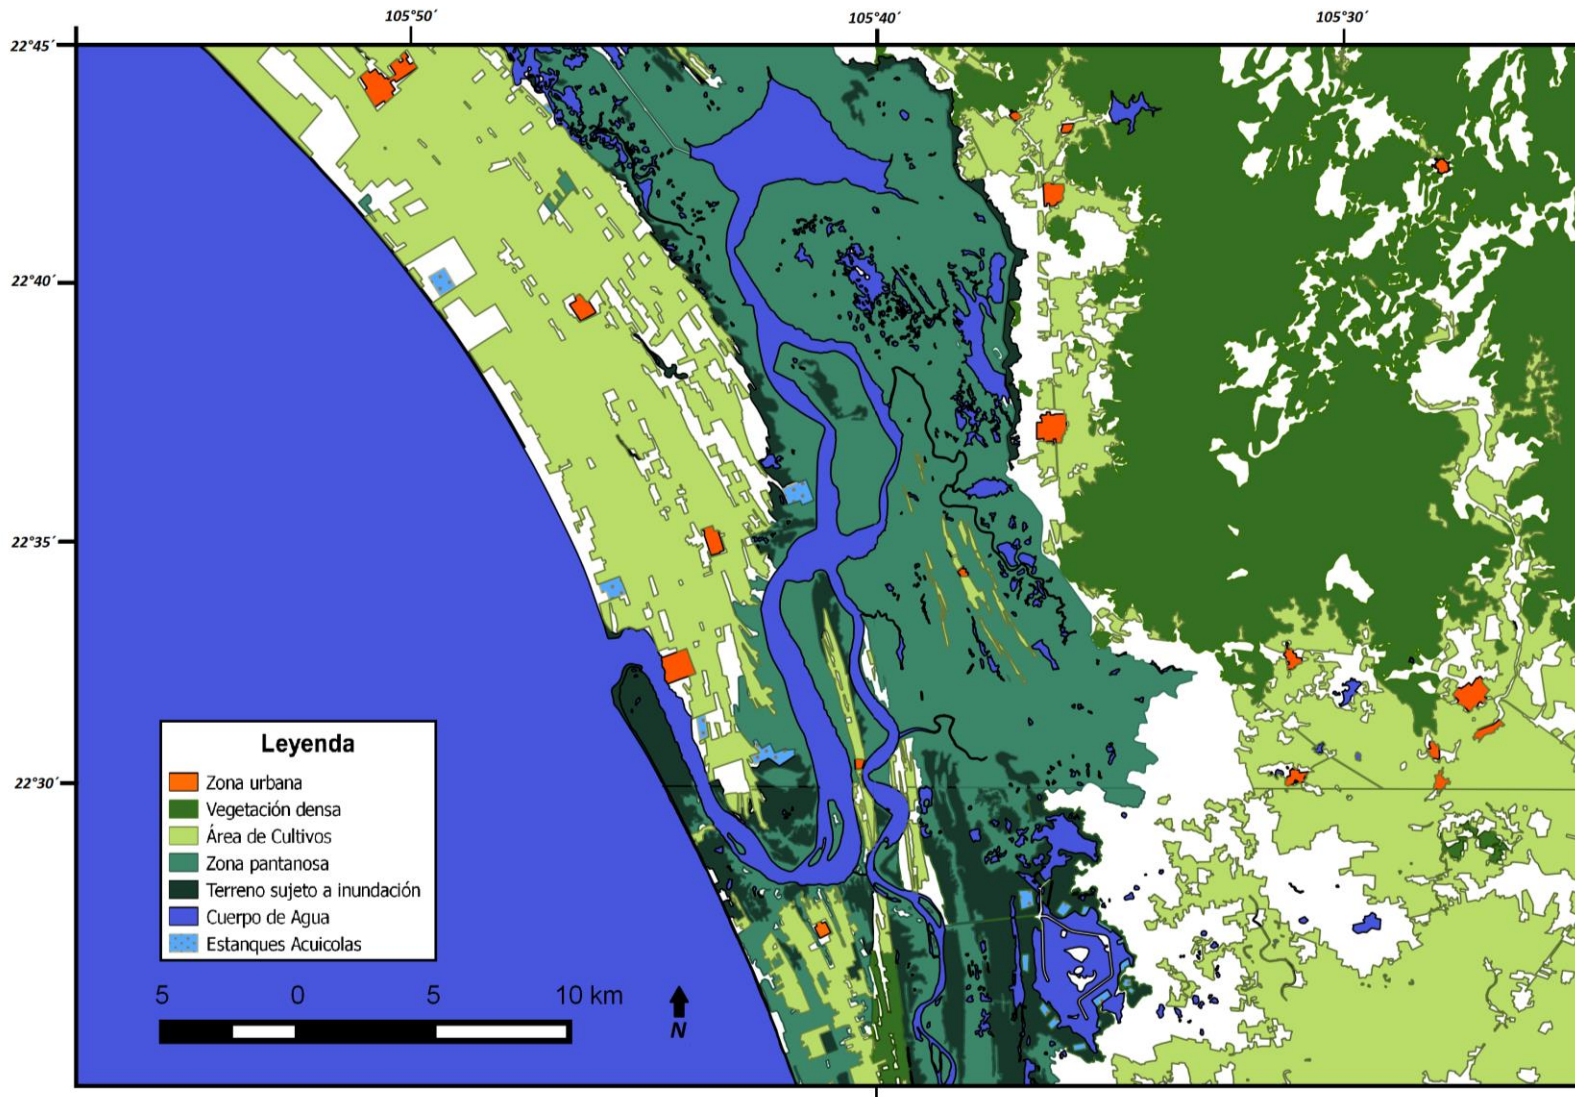 105°50´ 105°40´ 105°30´
22°45´
22°40´
22°35´
22°30´
Leyenda
Zona urbana
Vegetación densa
Área de Cultivos
Zona pantanosa
Terreno sujeto a inundación
Cuerpo de Agua
Estanques Acuicolas
5 0 5 10 km
N